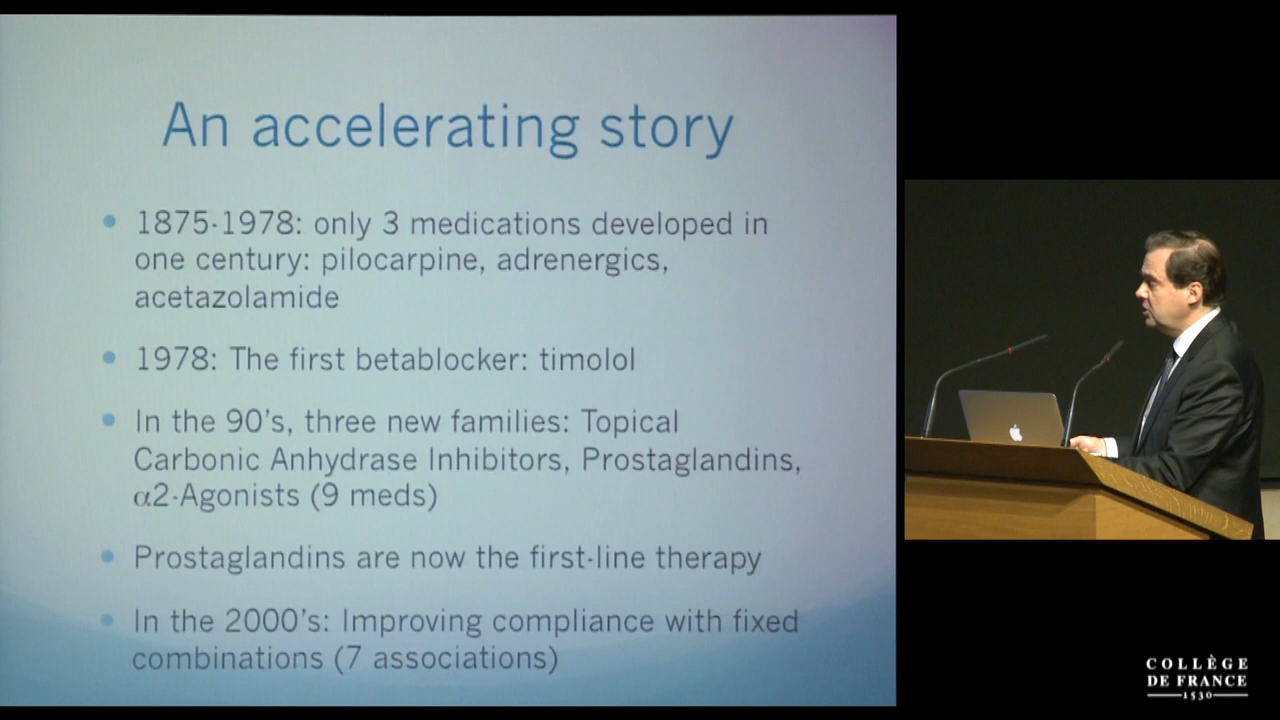 An accelerating story
• 1875-1978: only 3 medications developed in
one century: pilocarpine, adrenergics,
acetazolamide
• 1978: The first betablocker: timolol
• In the 90's, three new families: Topical
Carbonic Anhydrase Inhibitors, Prostaglandins,
α2-Agonists (9 meds)
• Prostaglandins are now the first-line therapy
• In the 2000's: Improving compliance with fixed
combinations (7 associations)
COLLÈGE
DE FRANCE
1530